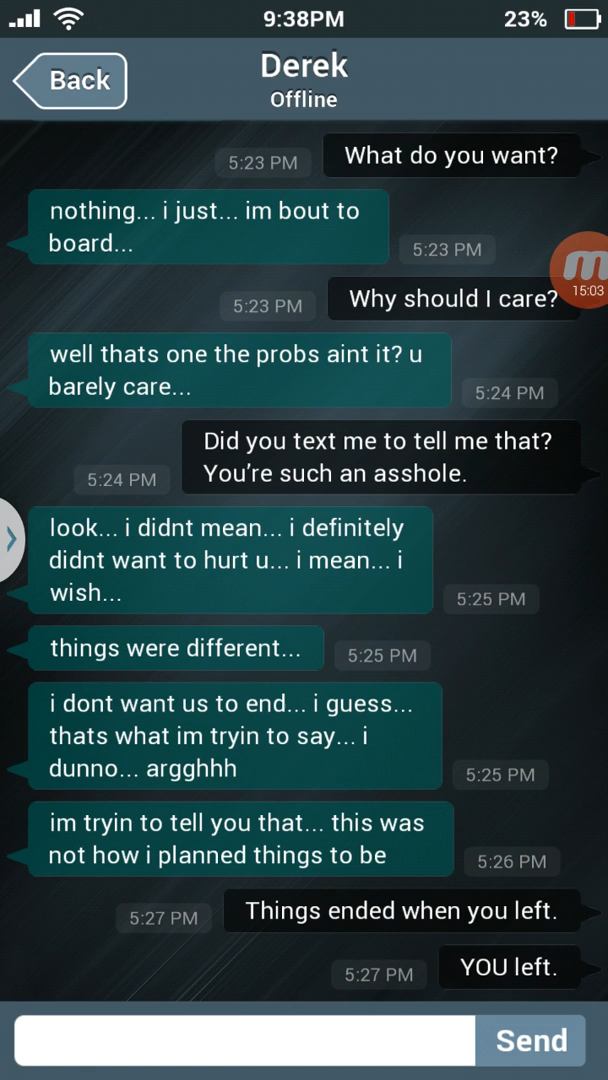 9:38PM
23%
Back
Derek
Offline
5:23 PM
What do you want?
nothing... i just... im bout to
board...
5:23 PM
5:23 PM
Why should I care?
15:03
well thats one the probs aint it? u
barely care...
5:24 PM
Did you text me to tell me that?
You’re such an asshole.
5:24 PM
look... i didnt mean... i definitely
didnt want to hurt u... i mean... i
wish...
5:25 PM
things were different...
5:25 PM
i dont want us to end... i guess...
thats what im tryin to say... i
dunno... argghhh
5:25 PM
im tryin to tell you that... this was
not how i planned things to be
5:26 PM
5:27 PM
Things ended when you left.
5:27 PM
YOU left.
Send